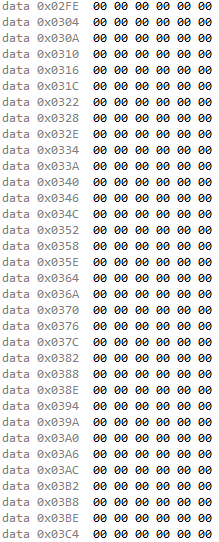 data 0x02FE 00 00 00 00 00 00
data 0x0304 00 00 00 00 00 00
data 0x030A 00 00 00 00 00 00
data 0x0310 00 00 00 00 00 00
data 0x0316 00 00 00 00 00 00
data 0x031C 00 00 00 00 00 00
data 0x0322 00 00 00 00 00 00
data 0x0328 00 00 00 00 00 00
data 0x032E 00 00 00 00 00 00
data 0x0334 00 00 00 00 00 00
data 0x033A 00 00 00 00 00 00
data 0x0340 00 00 00 00 00 00
data 0x0346 00 00 00 00 00 00
data 0x034C 00 00 00 00 00 00
data 0x0352 00 00 00 00 00 00
data 0x0358 00 00 00 00 00 00
data 0x035E 00 00 00 00 00 00
data 0x0364 00 00 00 00 00 00
data 0x036A 00 00 00 00 00 00
data 0x0370 00 00 00 00 00 00
data 0x0376 00 00 00 00 00 00
data 0x037C 00 00 00 00 00 00
data 0x0382 00 00 00 00 00 00
data 0x0388 00 00 00 00 00 00
data 0x038E 00 00 00 00 00 00
data 0x0394 00 00 00 00 00 00
data 0x039A 00 00 00 00 00 00
data 0x03A0 00 00 00 00 00 00
data 0x03A6 00 00 00 00 00 00
data 0x03AC 00 00 00 00 00 00
data 0x03B2 00 00 00 00 00 00
data 0x03B8 00 00 00 00 00 00
data 0x03BE 00 00 00 00 00 00
data 0x03C4 00 00 00 00 00 00